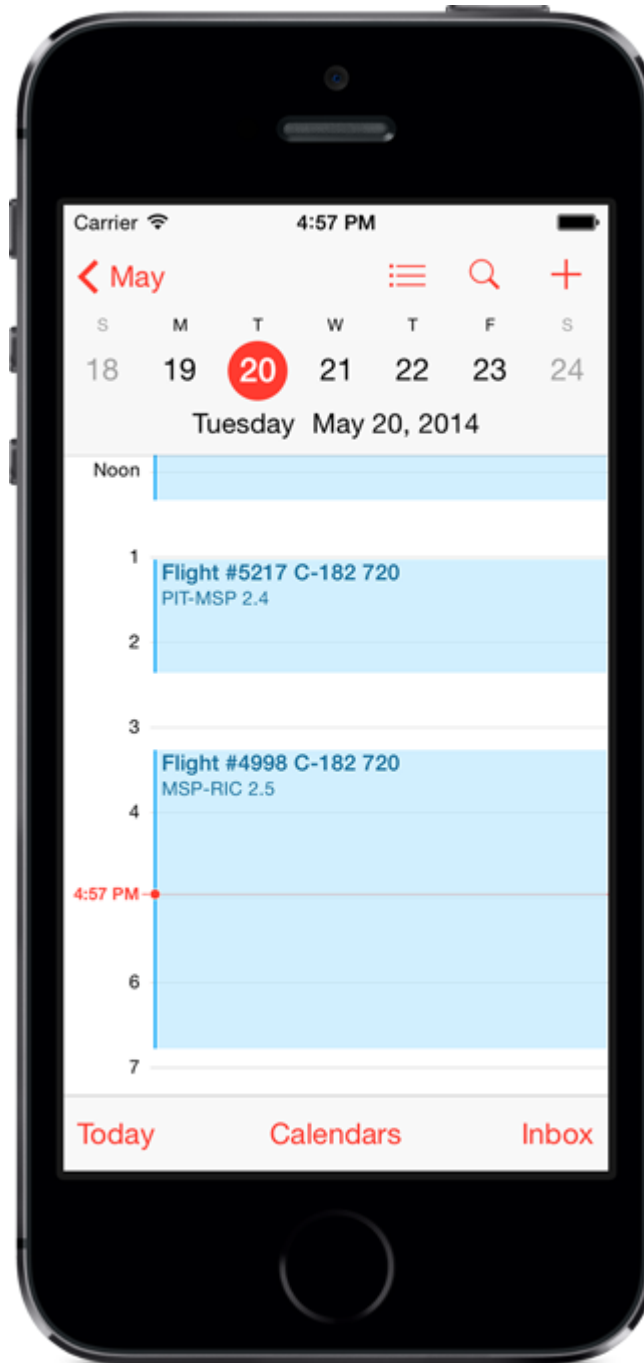 Carrier 4:57 PM
May
S M T W T F S
18 19 20 21 22 23 24
Tuesday May 20, 2014
Noon
1
Flight #5217 C-182 720
PIT-MSP 2.4
2
3
Flight #4998 C-182 720
MSP-RIC 2.5
4
4:57 PM
6
7
Today Calendars Inbox